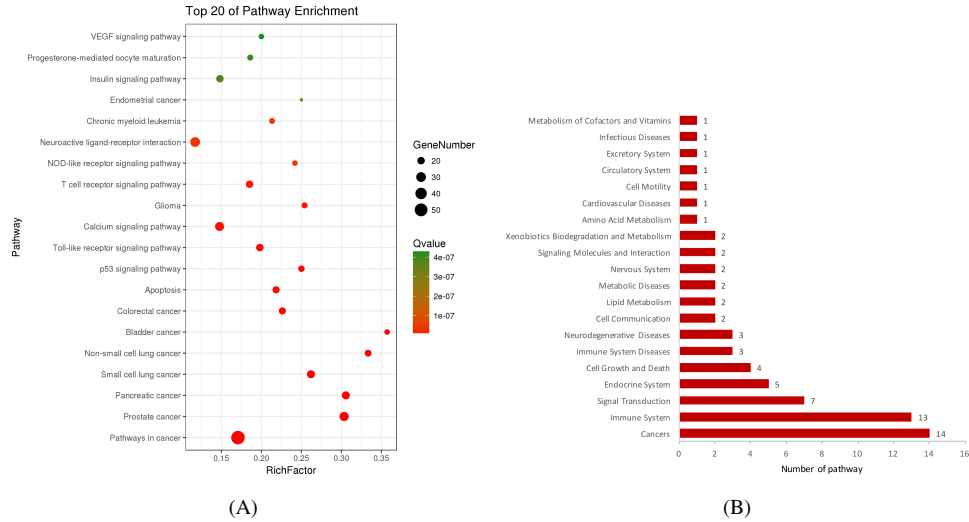 Top 20 of Pathway Enrichment
VEGF signaling pathway
Progesterone-mediated oocyte maturation
Insulin signaling pathway
Endometrial cancer
Chronic myeloid leukemia
Neuroactive ligand-receptor interaction
NOD-like receptor signaling pathway
T cell receptor signaling pathway
Glioma
Calcium signaling pathway
Toll-like receptor signaling pathway
p53 signaling pathway
Apoptosis
Colorectal cancer
Bladder cancer
Non-small cell lung cancer
Small cell lung cancer
Pancreatic cancer
Prostate cancer
Pathways in cancer
Pathway
0.15 0.20 0.25 0.30 0.35
RichFactor
GeneNumber
20
30
40
50
Qvalue
4e-07
3e-07
2e-07
1e-07
(A)
Metabolism of Cofactors and Vitamins 1
Infectious Diseases 1
Excretory System 1
Circulatory System 1
Cell Motility 1
Cardiovascular Diseases 1
Amino Acid Metabolism 1
Xenobiotics Biodegradation and Metabolism 2
Signaling Molecules and Interaction 2
Nervous System 2
Metabolic Diseases 2
Lipid Metabolism 2
Cell Communication 2
Neurodegenerative Diseases 3
Immune System Diseases 3
Cell Growth and Death 4
Endocrine System 5
Signal Transduction 7
Immune System 13
Cancers 14
0 2 4 6 8 10 12 14 16
Number of pathway
(B)